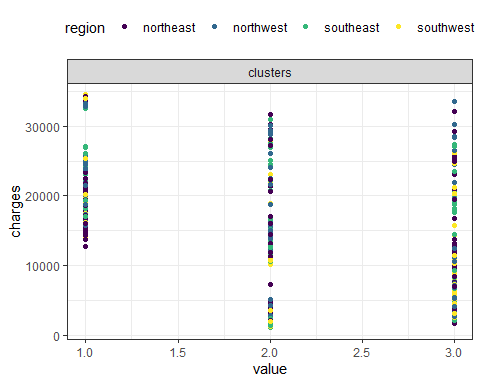 region northeast northwest southeast southwest
clusters
30000
20000
10000
0
charges
1.0 1.5 2.0 2.5 3.0
value